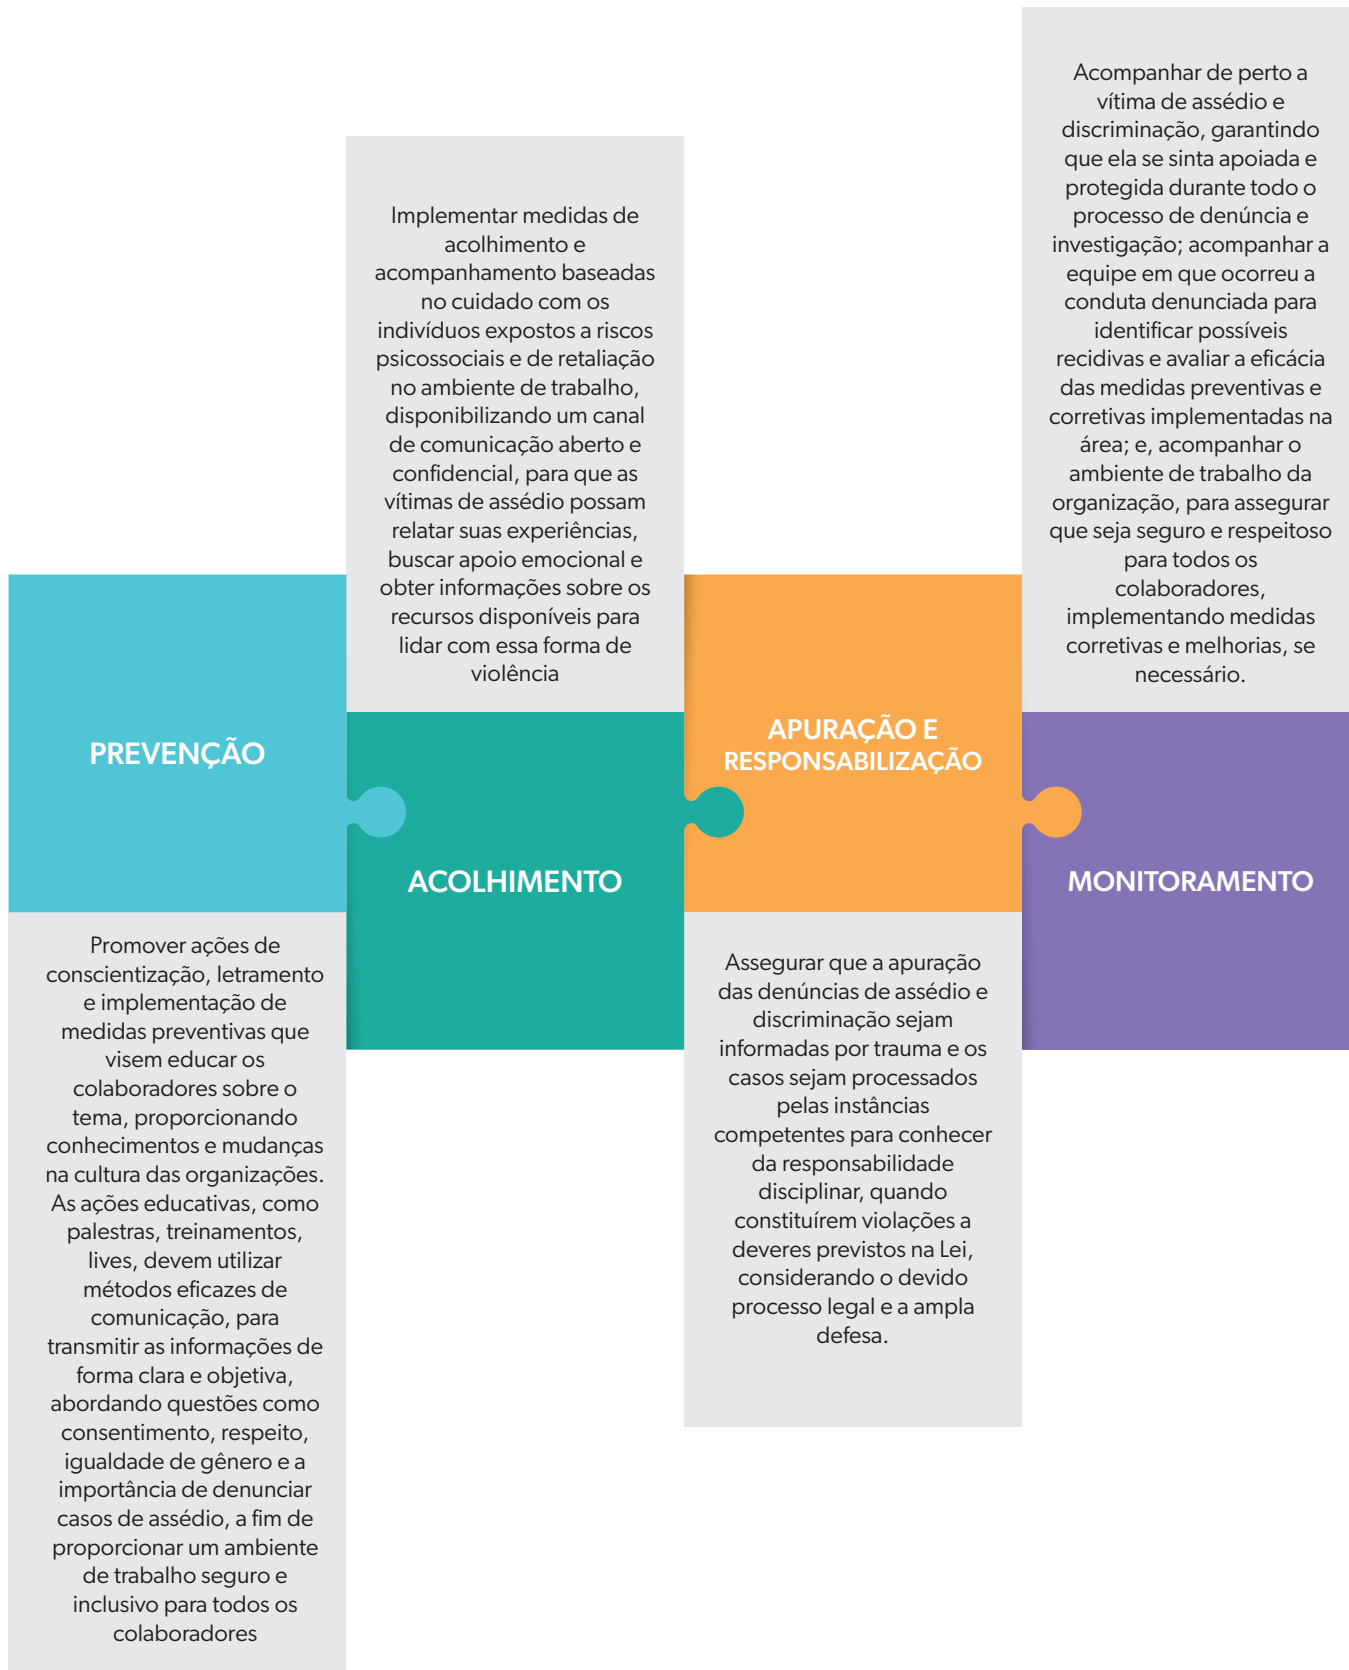 PREVENÇÃO
Promover ações de
conscientização, letramento
e implementação de
medidas preventivas que
visem educar os
colaboradores sobre o
tema, proporcionando
conhecimentos e mudanças
na cultura das organizações.
As ações educativas, como
palestras, treinamentos,
lives, devem utilizar
métodos eficazes de
comunicação, para
transmitir as informações de
forma clara e objetiva,
abordando questões como
consentimento, respeito,
igualdade de gênero e a
importância de denunciar
casos de assédio, a fim de
proporcionar um ambiente
de trabalho seguro e
inclusivo para todos os
colaboradores
Implementar medidas de
acolhimento e
acompanhamento baseadas
no cuidado com os
indivíduos expostos a riscos
psicossociais e de retaliação
no ambiente de trabalho,
disponibilizando um canal
de comunicação aberto e
confidencial, para que as
vítimas de assédio possam
relatar suas experiências,
buscar apoio emocional e
obter informações sobre os
recursos disponíveis para
lidar com essa forma de
violência
ACOLHIMENTO
APURAÇÃO E
RESPONSABILIZAÇÃO
Assegurar que a apuração
das denúncias de assédio e
discriminação sejam
informadas por trauma e os
casos sejam processados
pelas instâncias
competentes para conhecer
da responsabilidade
disciplinar, quando
constituírem violações a
deveres previstos na Lei,
considerando o devido
processo legal e a ampla
defesa.
Acompanhar de perto a
vítima de assédio e
discriminação, garantindo
que ela se sinta apoiada e
protegida durante todo o
processo de denúncia e
investigação; acompanhar a
equipe em que ocorreu a
conduta denunciada para
identificar possíveis
recidivas e avaliar a eficácia
das medidas preventivas e
corretivas implementadas na
área; e, acompanhar o
ambiente de trabalho da
organização, para assegurar
que seja seguro e respeitoso
para todos os
colaboradores,
implementando medidas
corretivas e melhorias, se
necessário.
MONITORAMENTO